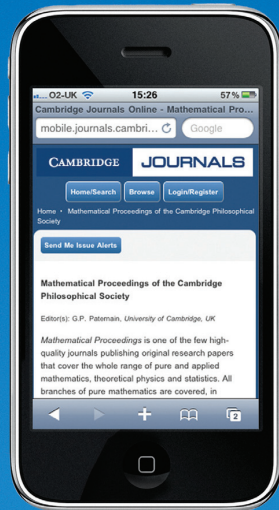 O2-UK 15:26 57%
Cambridge Journals Online - Mathematical Pro...
mobile.journals.cambri... Google
CAMBRIDGE JOURNALS
Home/Search Browse Login/Register
Home • Mathematical Proceedings of the Cambridge Philosophical
Society
Send Me Issue Alerts
Mathematical Proceedings of the Cambridge
Philosophical Society
Editor(s): G.P. Paternain, University of Cambridge, UK
Mathematical Proceedings is one of the few high-
quality journals publishing original research papers
that cover the whole range of pure and applied
mathematics, theoretical physics and statistics. All
branches of pure mathematics are covered, in
2